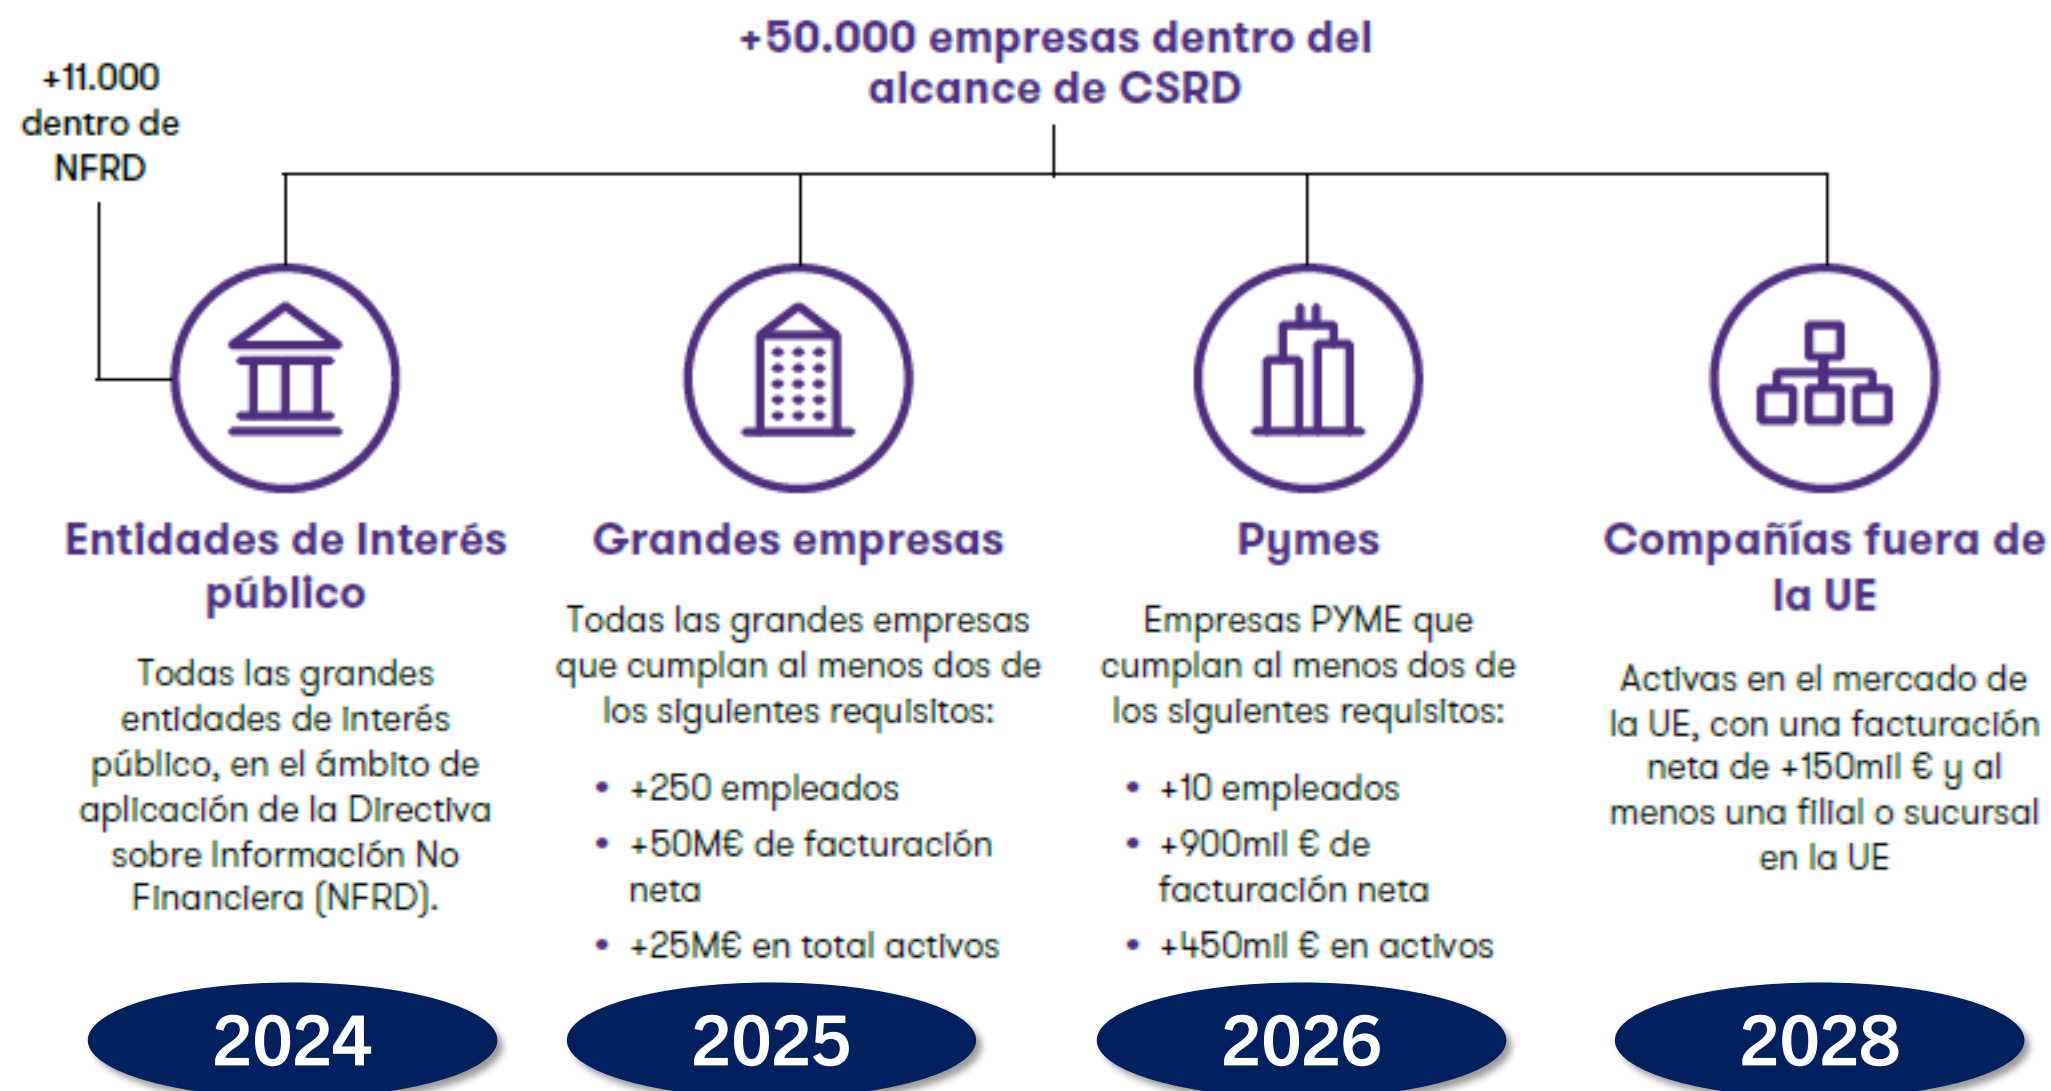 +50.000 empresas dentro del
alcance de CSRD
+11.000
dentro de
NFRD
Entidades de Interés
público
Todas las grandes
entidades de interés
público, en el ámbito de
aplicación de la Directiva
sobre Información No
Financiera (NFRD).
2024
Grandes empresas
Todas las grandes empresas
que cumplan al menos dos de
los siguientes requisitos:
• +250 empleados
• +50M€ de facturación
neta
• +25M€ en total activos
2025
Pymes
Empresas PYME que
cumplan al menos dos de
los siguientes requisitos:
• +10 empleados
• +900mil € de
facturación neta
• +450mil € en activos
2026
Compañías fuera de
la UE
Activas en el mercado de
la UE, con una facturación
neta de +150mil € y al
menos una filial o sucursal
en la UE
2028